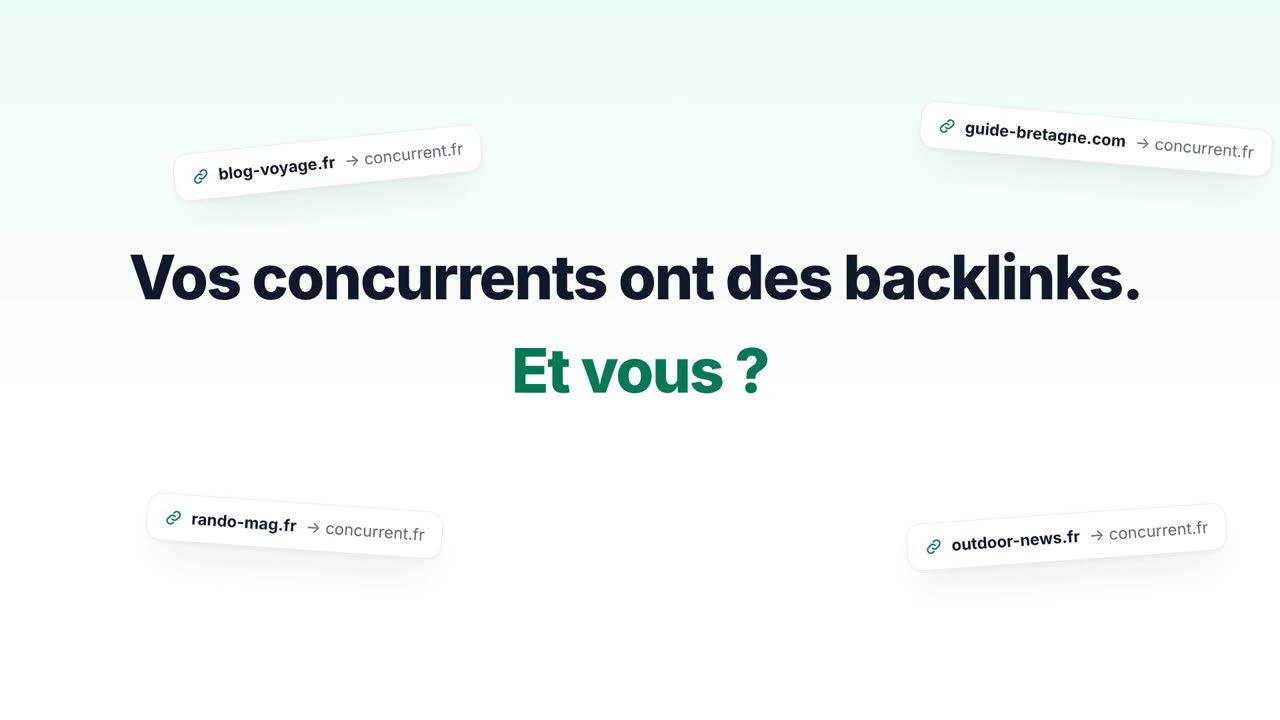 blog-voyage.fr → concurrent.fr
guide-bretagne.com → concurrent.fr
Vos concurrents ont des backlinks.
Et vous ?
rando-mag.fr → concurrent.fr
outdoor-news.fr → concurrent.fr